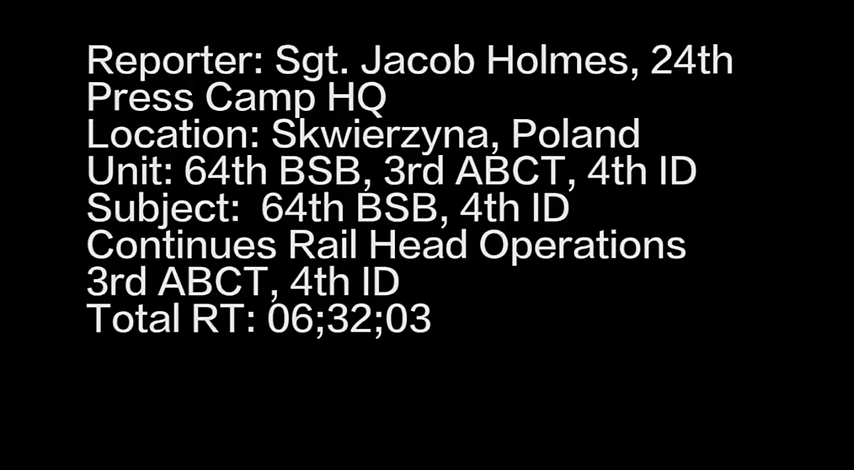 Reporter: Sgt. Jacob Holmes, 24th
Press Camp HQ
Location: Skwierzyna, Poland
Unit: 64th BSB, 3rd ABCT, 4th ID
Subject:  64th BSB, 4th ID
Continues Rail Head Operations
3rd ABCT, 4th ID
Total RT: 06;32;03